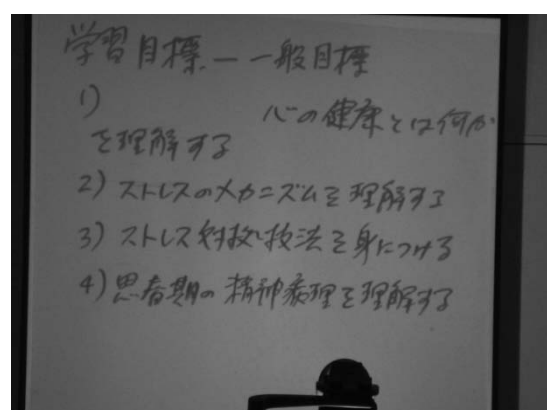 学習目標 ― 一般目標
1) 心の健康とは何か
を理解する
2) ストレスのメカニズムを理解する
3) ストレス対処技法を身につける
4) 思春期の精神病理を理解する